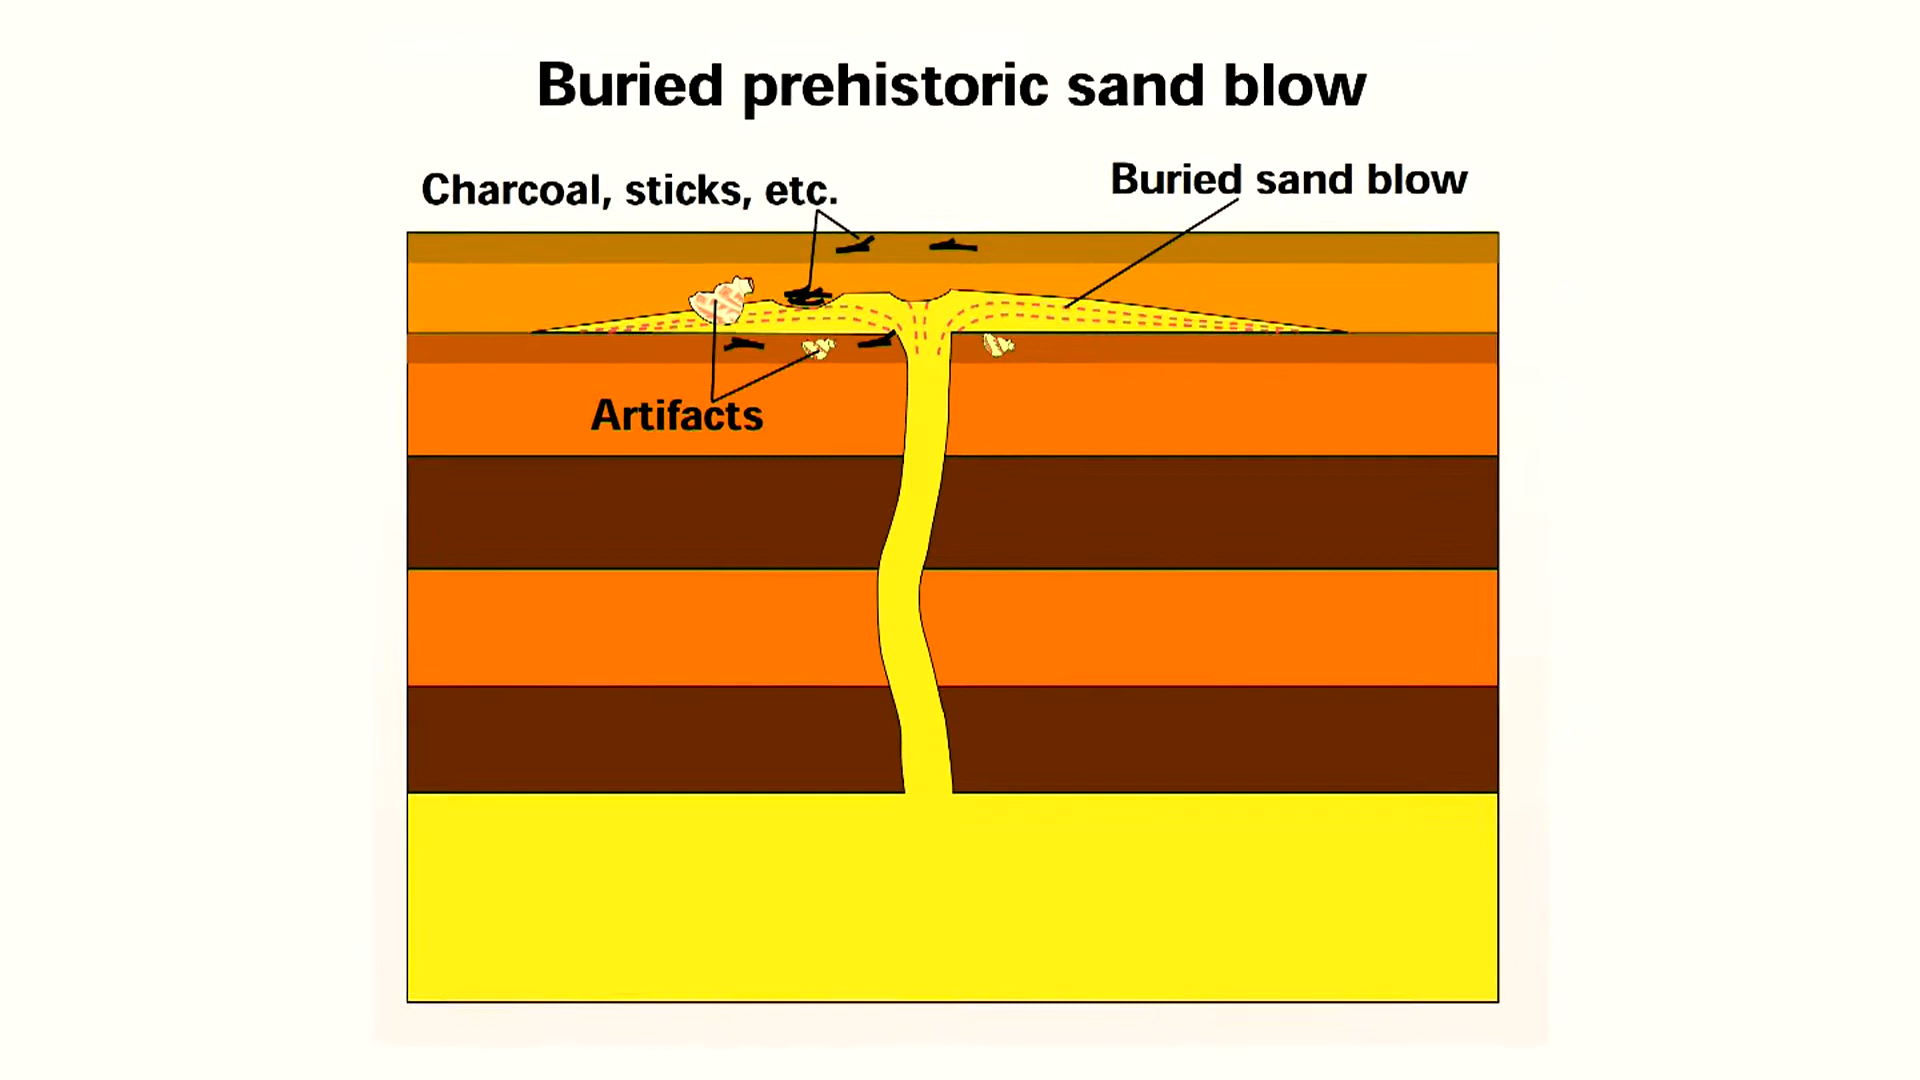 Buried prehistoric sand blow
Charcoal, sticks, etc.
Buried sand blow
Artifacts